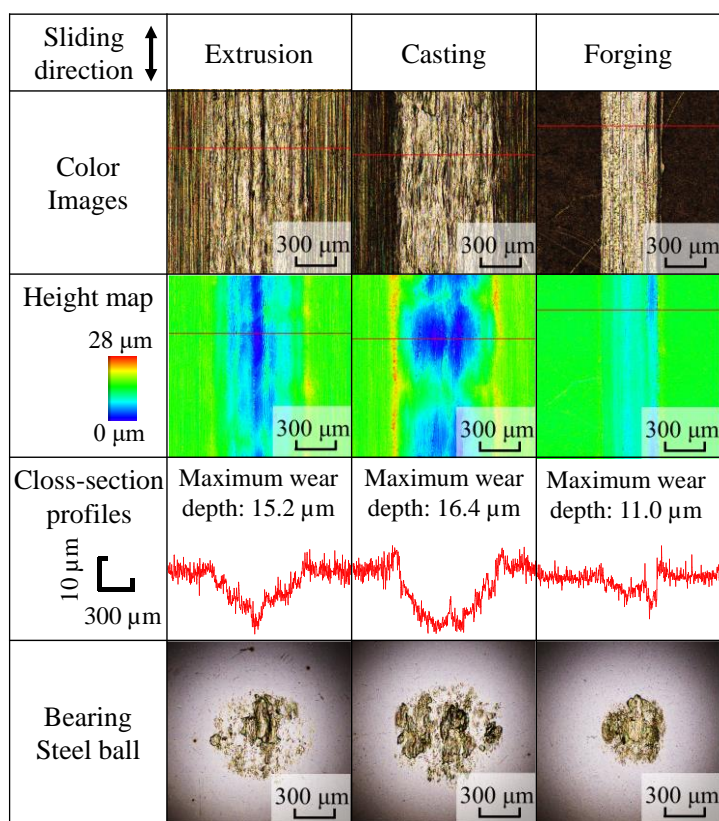 Sliding
direction
Extrusion
Casting
Forging
Color
Images
300 μm
300 μm
300 μm
Height map
28 μm
0 μm
300 μm
300 μm
300 μm
Closs-section
profiles
10 μm
300 μm
Maximum wear
depth: 15.2 μm
Maximum wear
depth: 16.4 μm
Maximum wear
depth: 11.0 μm
Bearing
Steel ball
300 μm
300 μm
300 μm